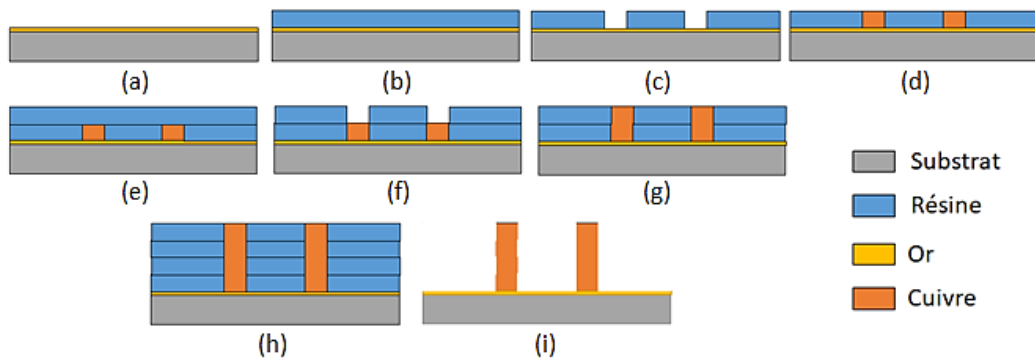 (a)
(b)
(c)
(d)
(e)
(f)
(g)
(h)
(i)
Substrat
Résine
Or
Cuivre